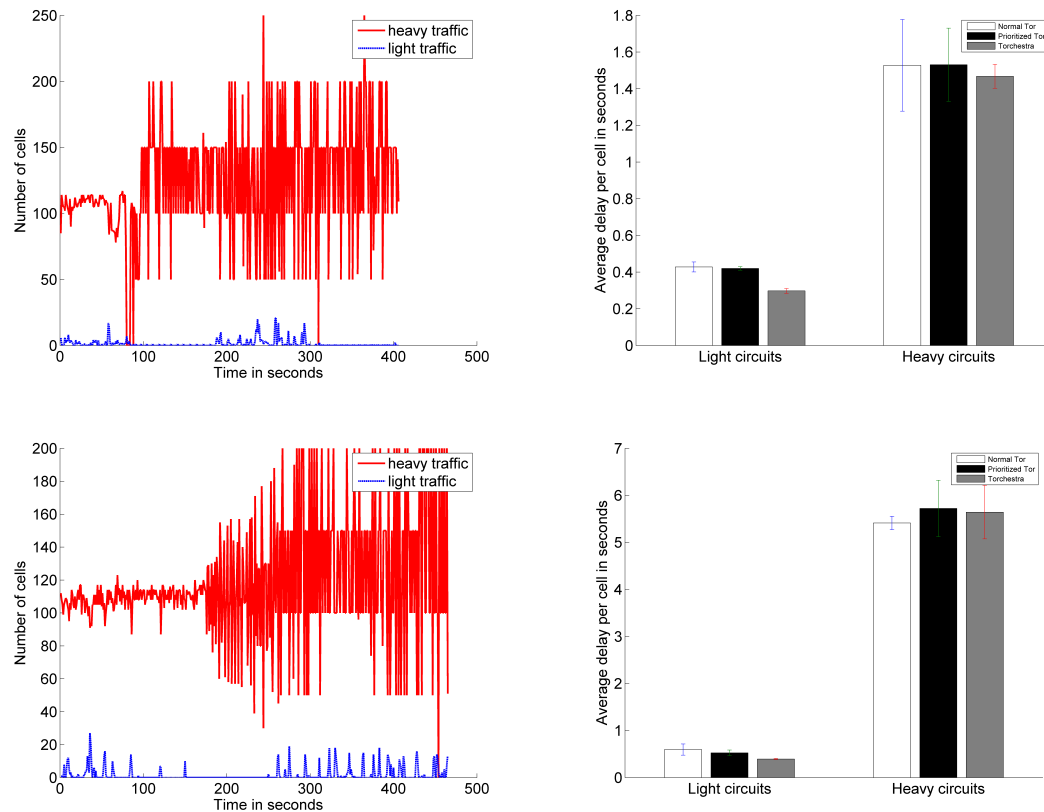 250
200
150
100
50
0
Number of cells
0 100 200 300 400 500
Time in seconds
heavy traffic
light traffic
1.8
1.6
1.4
1.2
1
0.8
0.6
0.4
0.2
0
Average delay per cell in seconds
Light circuits Heavy circuits
Normal Tor
Prioritized Tor
Torchestra
200
180
160
140
120
100
80
60
40
20
0
Number of cells
0 100 200 300 400 500
Time in seconds
heavy traffic
light traffic
7
6
5
4
3
2
1
0
Average delay per cell in seconds
Light circuits Heavy circuits
Normal Tor
Prioritized Tor
Torchestra